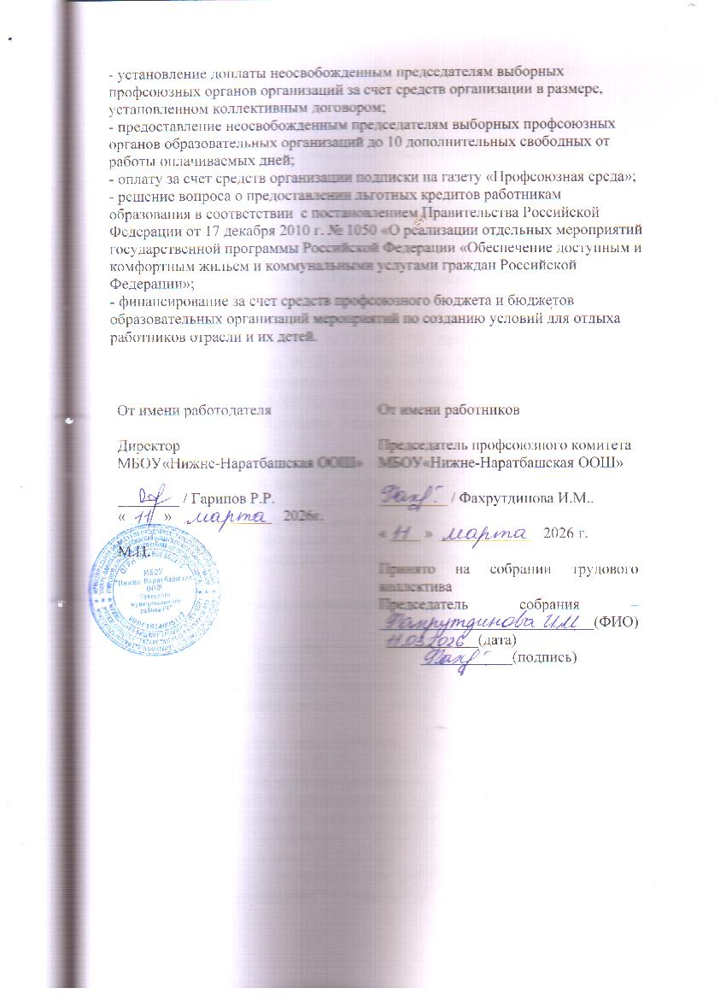 - установление доплаты неосвобожденным председателям выборных
профсоюзных органов организаций за счет средств организации в размере,
установленном коллективным договором;
- предоставление неосвобожденным председателям выборных профсоюзных
органов образовательных организаций до 10 дополнительных свободных от
работы оплачиваемых дней;
- оплату за счет средств организации подписки на газету «Профсоюзная среда»;
- решение вопроса о предоставлении льготных кредитов работникам
образования в соответствии с постановлением Правительства Российской
Федерации от 17 декабря 2010 г. № 1050 «О реализации отдельных мероприятий
государственной программы Российской Федерации «Обеспечение доступным и
комфортным жильем и коммунальными услугами граждан Российской
Федерации»;
- финансирование за счет средств профсоюзного бюджета и бюджетов
образовательных организаций мероприятий по созданию условий для отдыха
работников отрасли и их детей.
От имени работодателя
Директор
МБОУ«Нижне-Наратбашская ООШ»
/ Гарипов Р.Р.
« 11 » марта 2026г.
М.П.
МБОУ
"Нижне-Наратбашская
ООШ
муниципального
района РТ"
От имени работников
Председатель профсоюзного комитета
МБОУ«Нижне-Наратбашская ООШ»
/ Фахрутдинова И.М..
« 11 » марта 2026 г.
Принято на собрании трудового
коллектива
Председатель собрания –
Фахрутдинова И.М (ФИО)
11.03.2026 (дата)
(подпись)